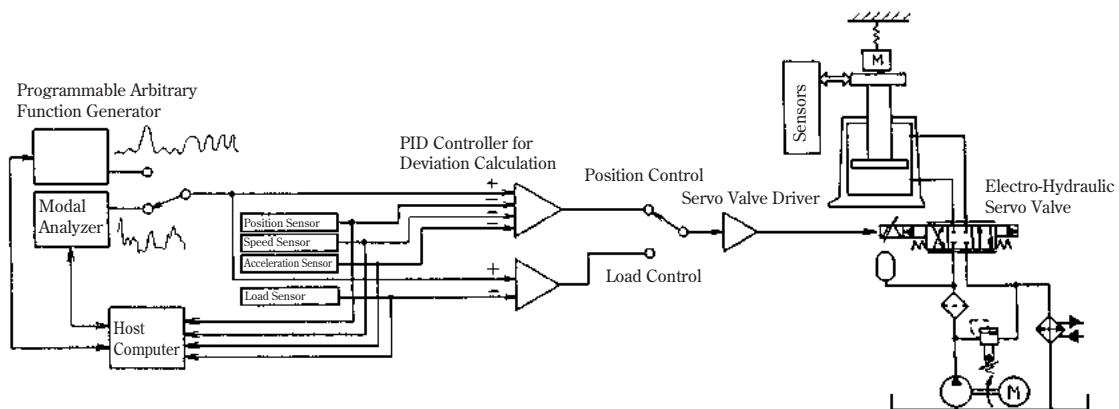 Programmable Arbitrary
Function Generator
Modal
Analyzer
Host
Computer
Position Sensor
Speed Sensor
Acceleration Sensor
Load Sensor
PID Controller for
Deviation Calculation
+
−
−
−
+
−
Position Control
Load Control
Servo Valve Driver
Sensors
M
Electro-Hydraulic
Servo Valve
M